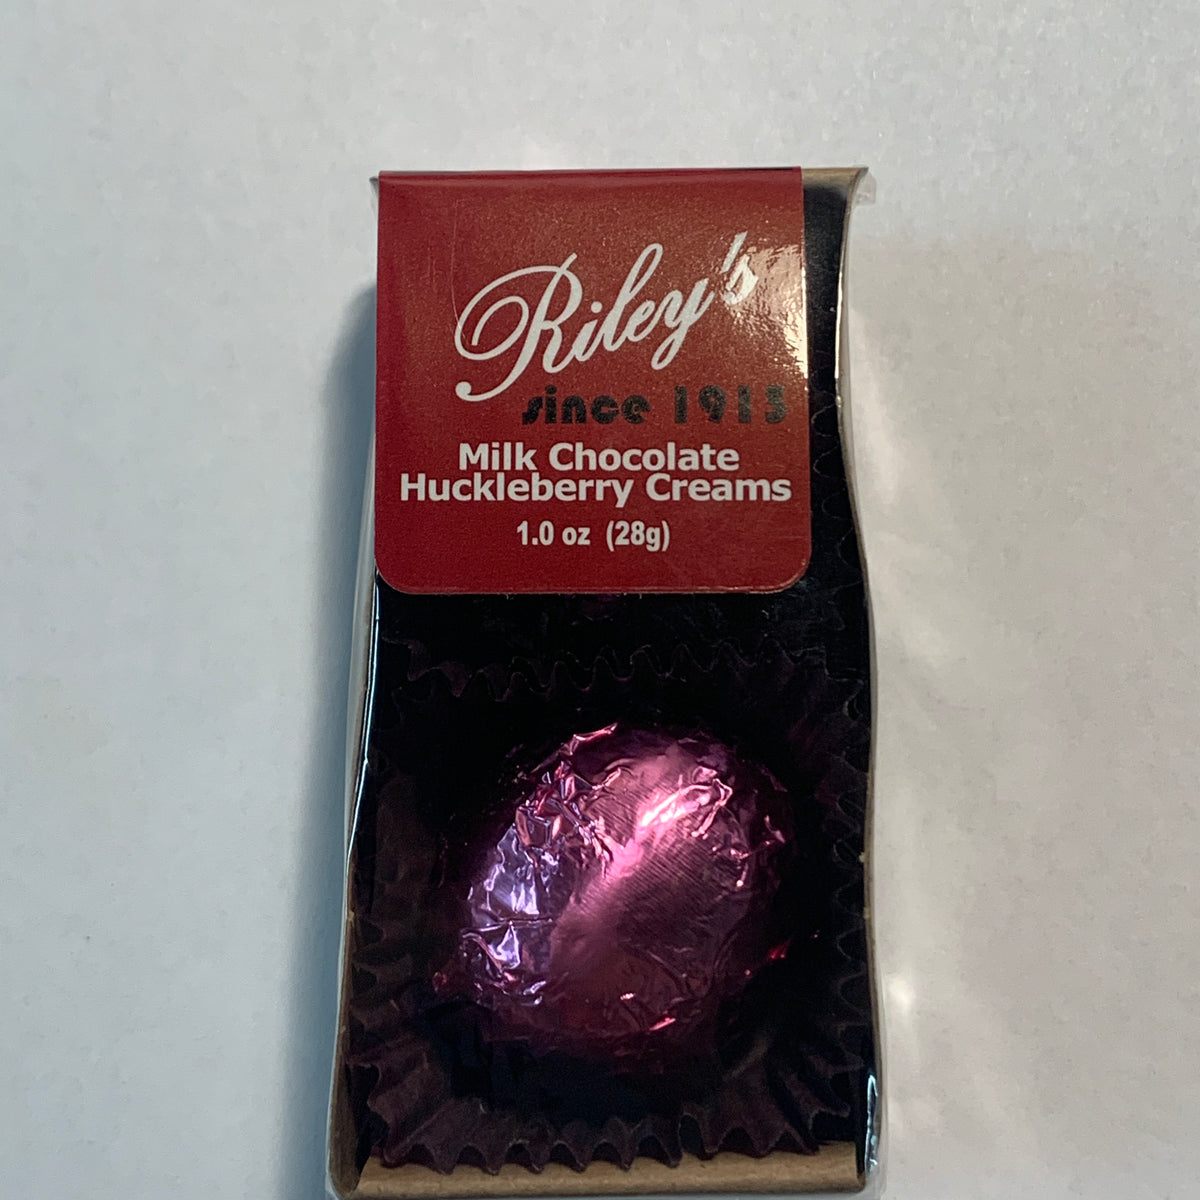 Riley's
since 1915
Milk Chocolate
Huckleberry Creams
1.0 oz (28g)